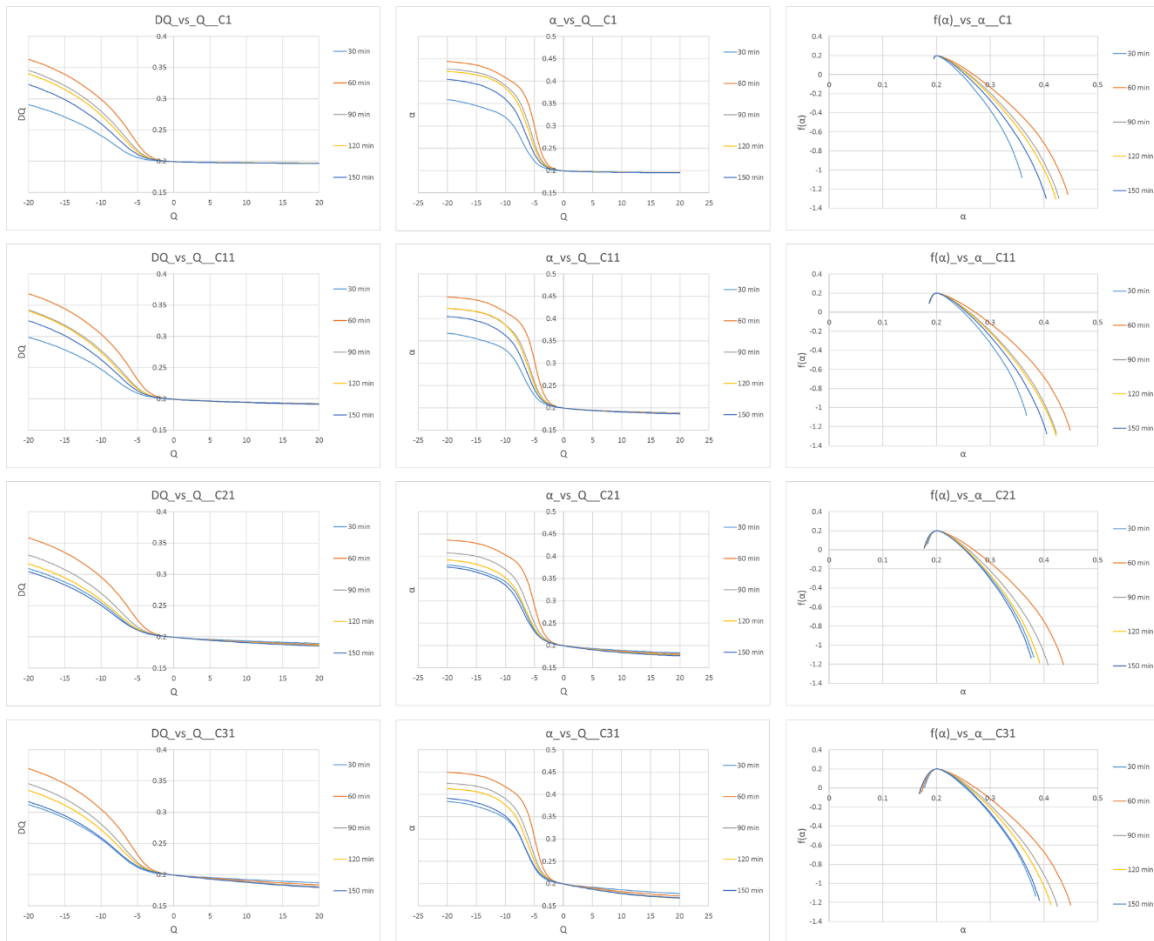 DQ_vs_Q__C1
0.4
0.35
0.3
0.25
0.2
0.15
-20 -15 -10 -5 0 5 10 15 20
DQ
Q
30 min
60 min
90 min
120 min
150 min
α_vs_Q__C1
0.5
0.45
0.4
0.35
0.3
0.25
0.2
0.15
-25 -20 -15 -10 -5 0 5 10 15 20 25
α
Q
30 min
60 min
90 min
120 min
150 min
f(α)_vs_α__C1
0.4
0.2
0
-0.2
-0.4
-0.6
-0.8
-1
-1.2
-1.4
0 0.1 0.2 0.3 0.4 0.5
f(α)
α
30 min
60 min
90 min
120 min
150 min
DQ_vs_Q__C11
0.4
0.35
0.3
0.25
0.2
0.15
-20 -15 -10 -5 0 5 10 15 20
DQ
Q
30 min
60 min
90 min
120 min
150 min
α_vs_Q__C11
0.5
0.45
0.4
0.35
0.3
0.25
0.2
0.15
-25 -20 -15 -10 -5 0 5 10 15 20 25
α
Q
30 min
60 min
90 min
120 min
150 min
f(α)_vs_α__C11
0.4
0.2
0
-0.2
-0.4
-0.6
-0.8
-1
-1.2
-1.4
0 0.1 0.2 0.3 0.4 0.5
f(α)
α
30 min
60 min
90 min
120 min
150 min
DQ_vs_Q__C21
0.4
0.35
0.3
0.25
0.2
0.15
-20 -15 -10 -5 0 5 10 15 20
DQ
Q
30 min
60 min
90 min
120 min
150 min
α_vs_Q__C21
0.5
0.45
0.4
0.35
0.3
0.25
0.2
0.15
-25 -20 -15 -10 -5 0 5 10 15 20 25
α
Q
30 min
60 min
90 min
120 min
150 min
f(α)_vs_α__C21
0.4
0.2
0
-0.2
-0.4
-0.6
-0.8
-1
-1.2
-1.4
0 0.1 0.2 0.3 0.4 0.5
f(α)
α
30 min
60 min
90 min
120 min
150 min
DQ_vs_Q__C31
0.4
0.35
0.3
0.25
0.2
0.15
-20 -15 -10 -5 0 5 10 15 20
DQ
Q
30 min
60 min
90 min
120 min
150 min
α_vs_Q__C31
0.5
0.45
0.4
0.35
0.3
0.25
0.2
0.15
-25 -20 -15 -10 -5 0 5 10 15 20 25
α
Q
30 min
60 min
90 min
120 min
150 min
f(α)_vs_α__C31
0.4
0.2
0
-0.2
-0.4
-0.6
-0.8
-1
-1.2
-1.4
0 0.1 0.2 0.3 0.4 0.5
f(α)
α
30 min
60 min
90 min
120 min
150 min